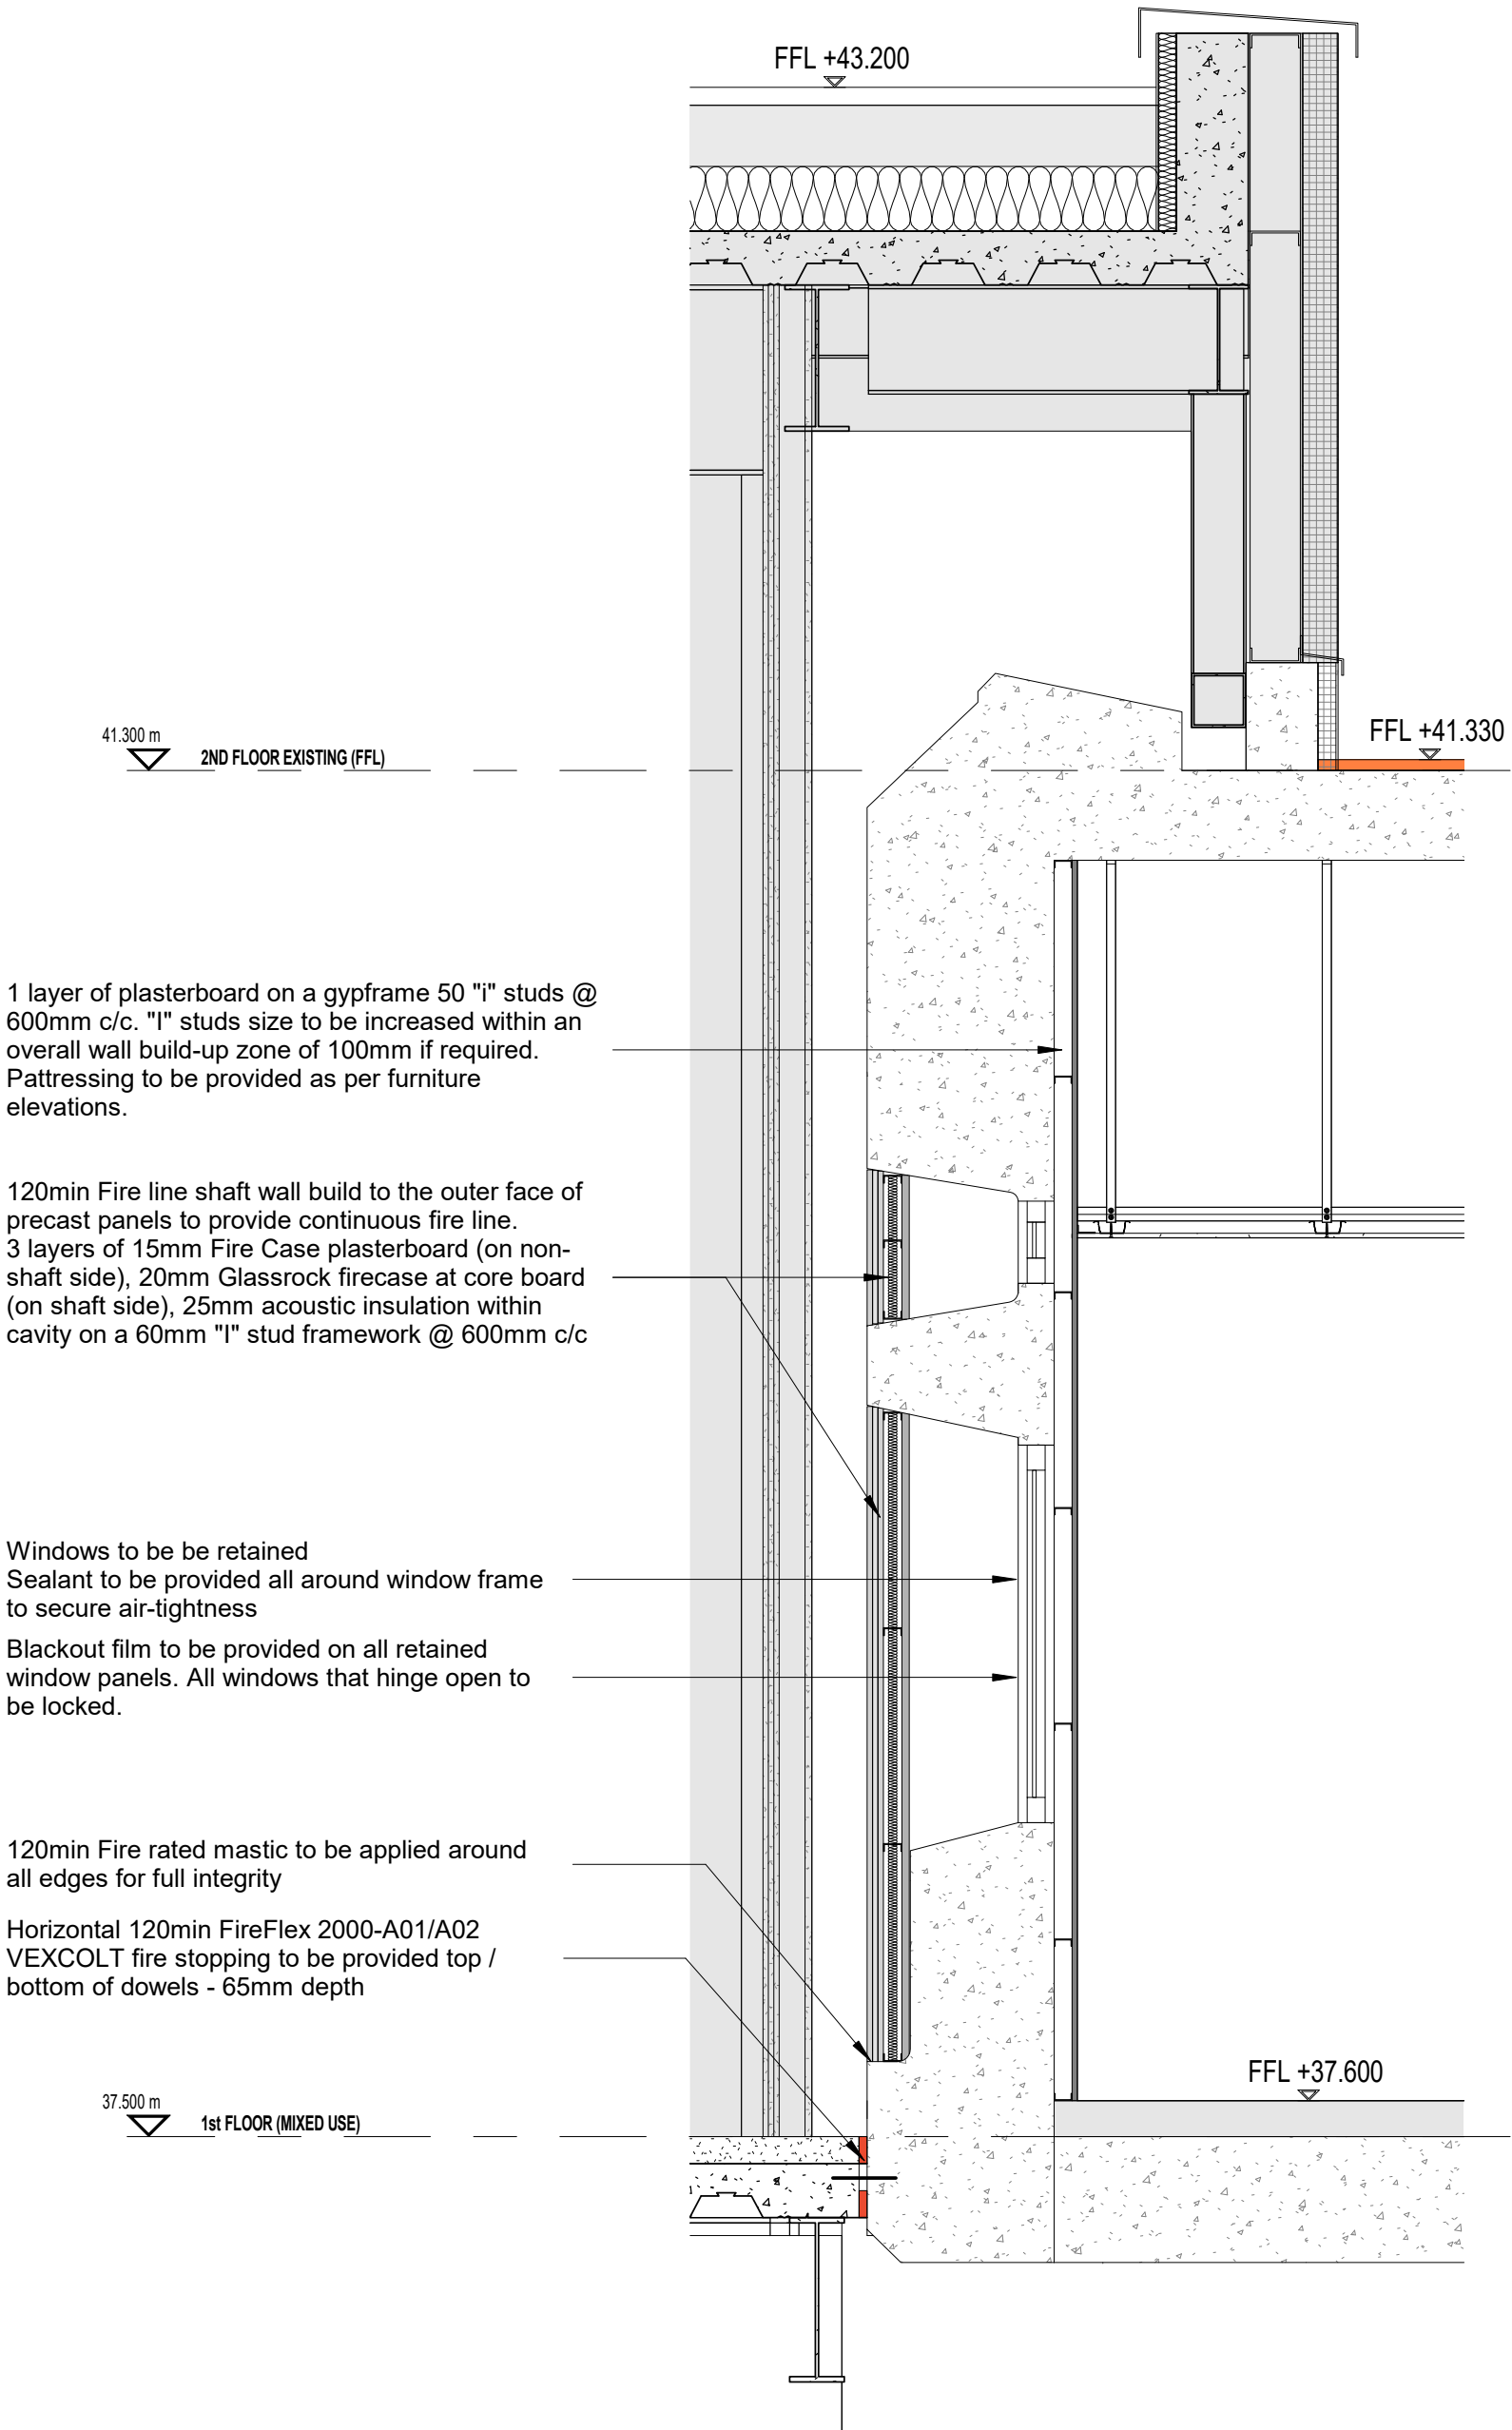 FFL +43.200
41.300 m
2ND FLOOR EXISTING (FFL)
FFL +41.330
1 layer of plasterboard on a gypframe 50 "i" studs @
600mm c/c. "I" studs size to be increased within an
overall wall build-up zone of 100mm if required.
Pattressing to be provided as per furniture
elevations.
120min Fire line shaft wall build to the outer face of
precast panels to provide continuous fire line.
3 layers of 15mm Fire Case plasterboard (on non-
shaft side), 20mm Glassrock firecase at core board
(on shaft side), 25mm acoustic insulation within
cavity on a 60mm "I" stud framework @ 600mm c/c
Windows to be be retained
Sealant to be provided all around window frame
to secure air-tightness
Blackout film to be provided on all retained
window panels. All windows that hinge open to
be locked.
120min Fire rated mastic to be applied around
all edges for full integrity
Horizontal 120min FireFlex 2000-A01/A02
VEXCOLT fire stopping to be provided top /
bottom of dowels - 65mm depth
FFL +37.600
37.500 m
1st FLOOR (MIXED USE)